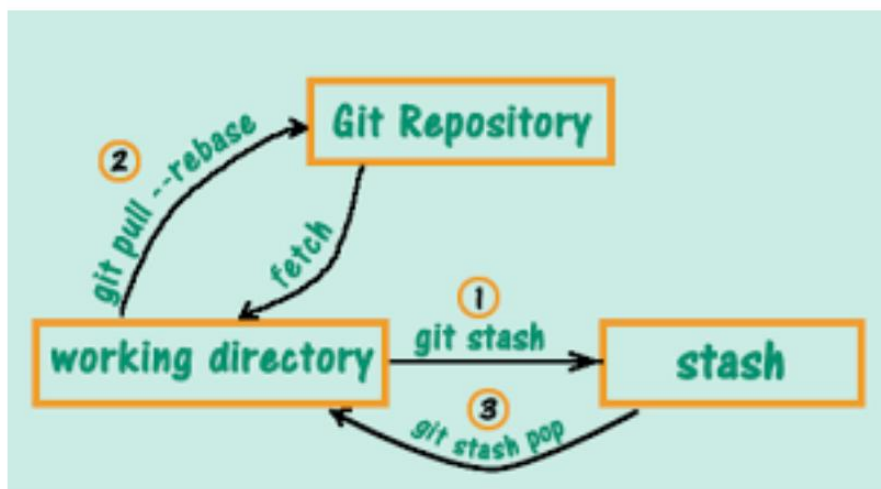 Git Repository
2
git pull --rebase
fetch
1
git stash
working directory
stash
3
git stash pop